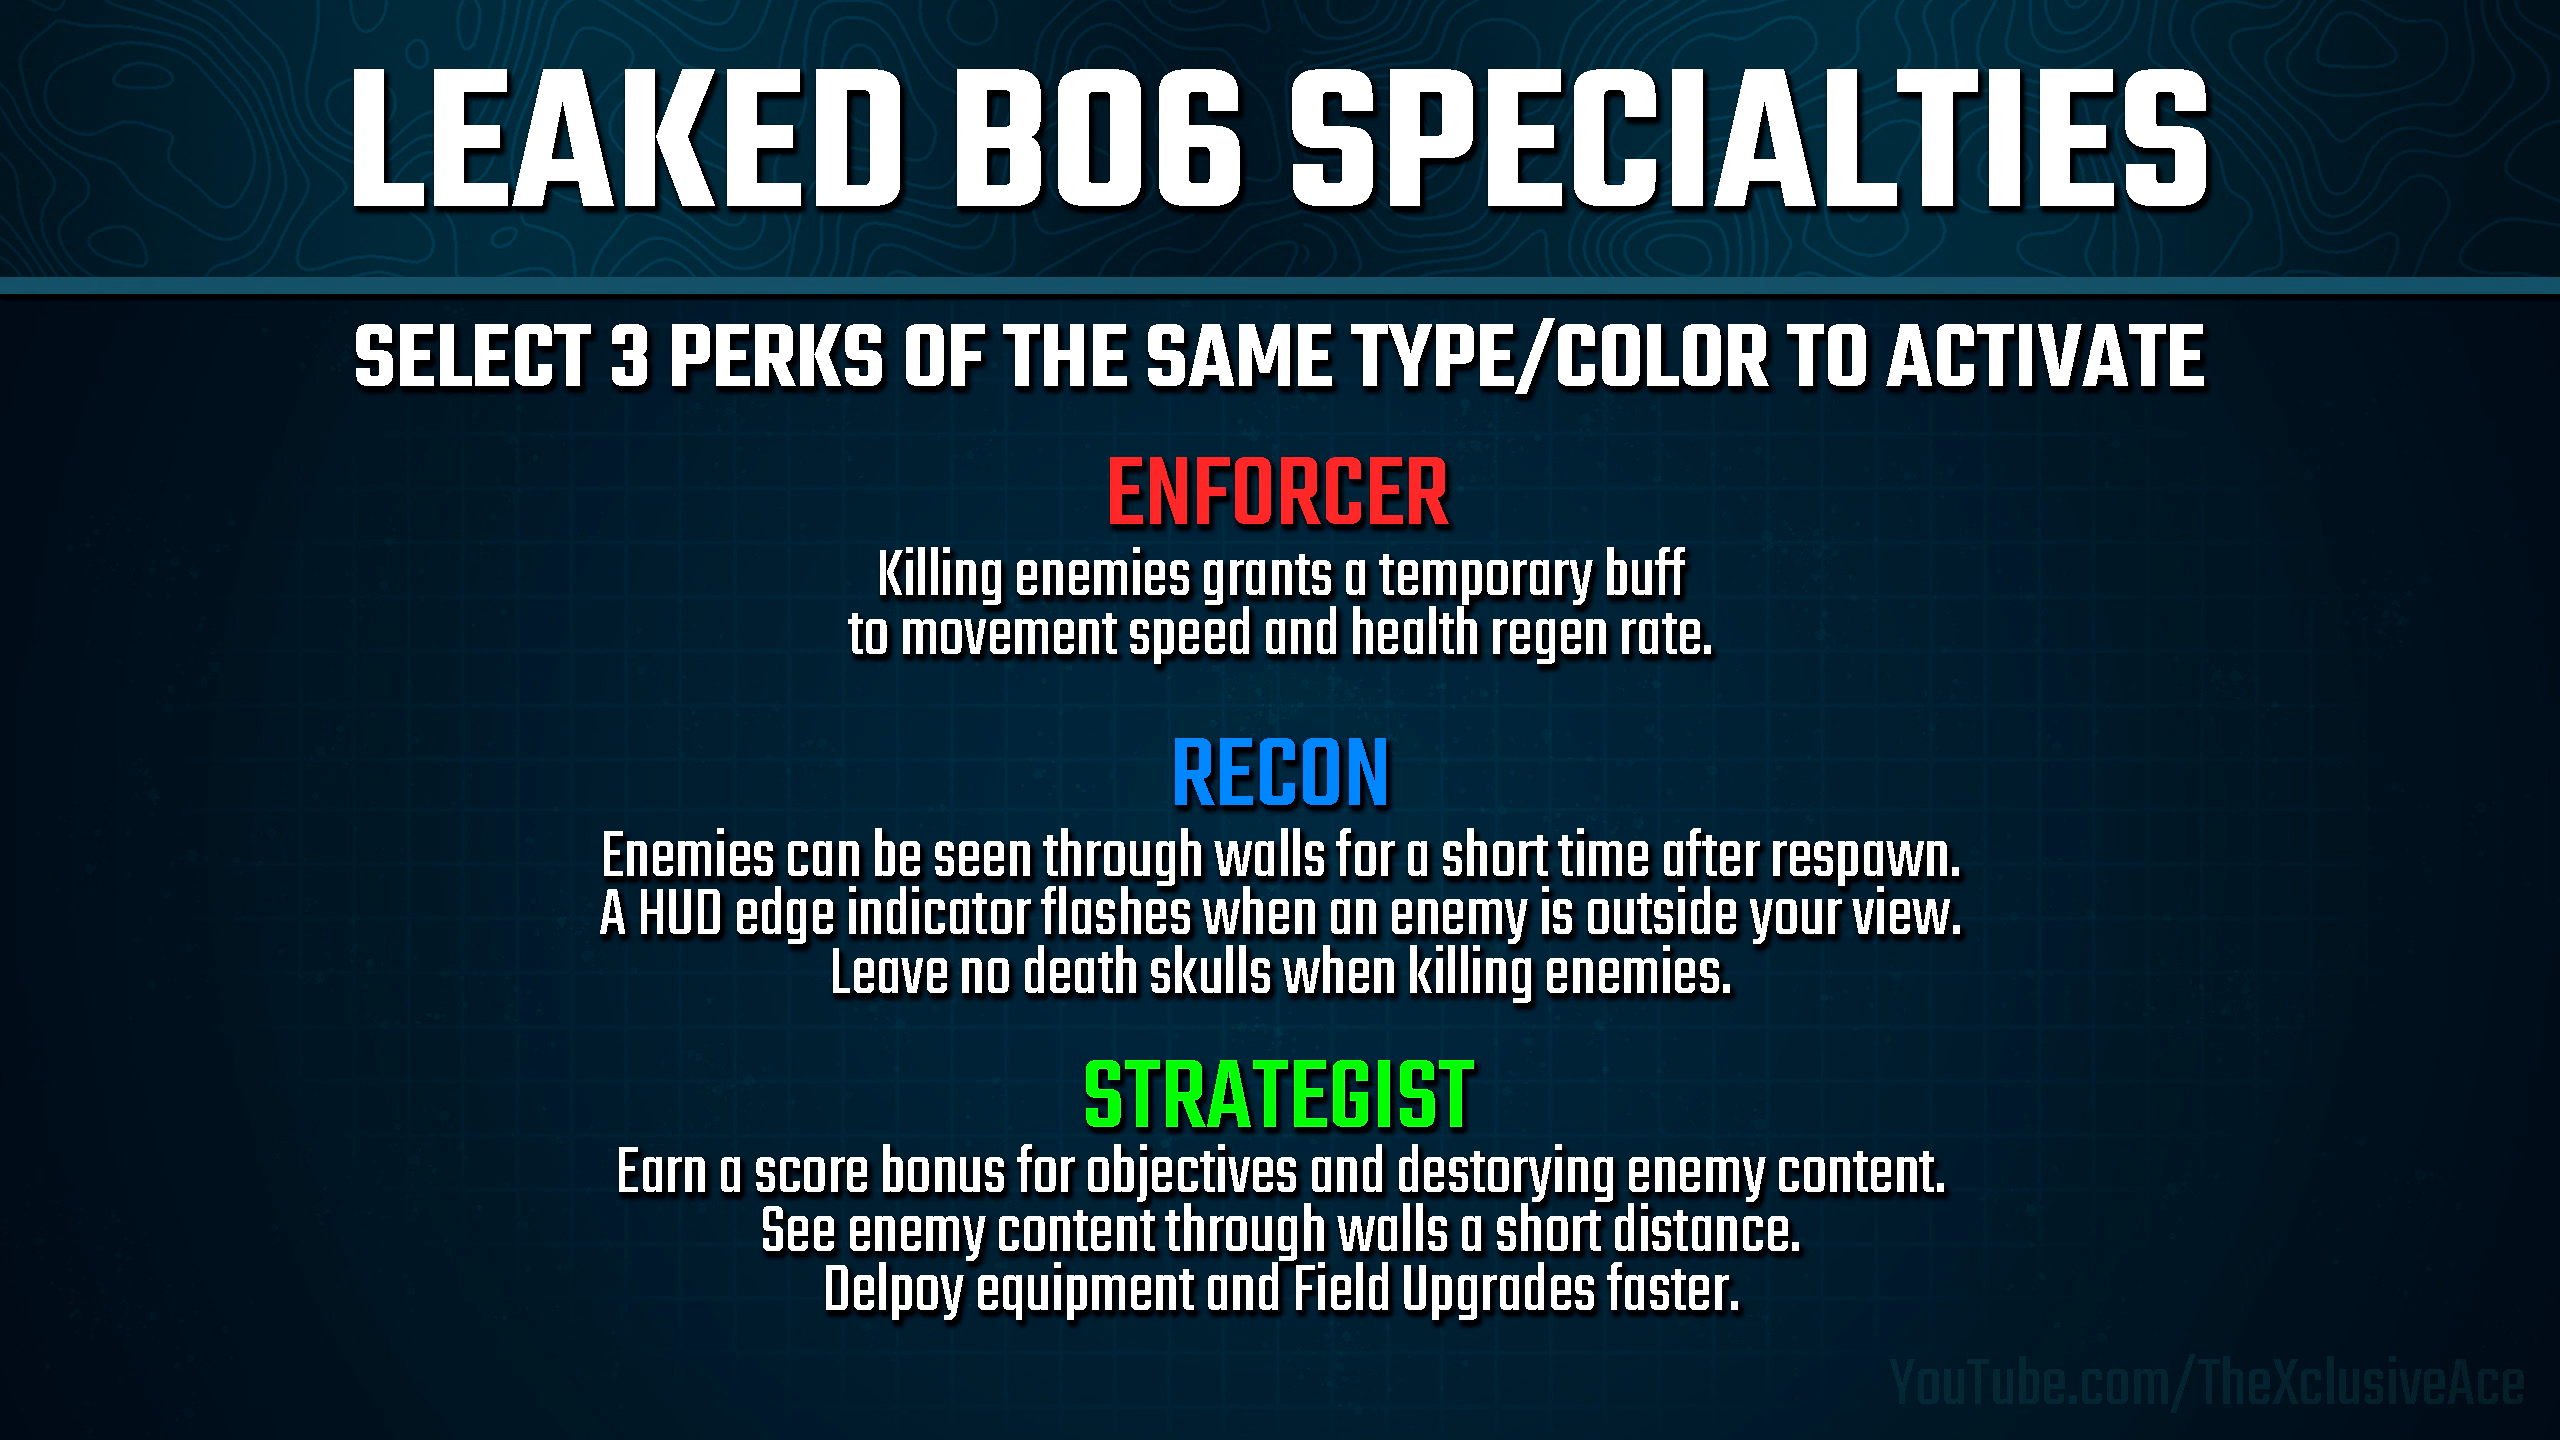 LEAKED BO6 SPECIALTIES
SELECT 3 PERKS OF THE SAME TYPE/COLOR TO ACTIVATE
ENFORCER
Killing enemies grants a temporary buff
to movement speed and health regen rate.
RECON
Enemies can be seen through walls for a short time after respawn.
A HUD edge indicator flashes when an enemy is outside your view.
Leave no death skulls when killing enemies.
STRATEGIST
Earn a score bonus for objectives and destorying enemy content.
See enemy content through walls a short distance.
Delpoy equipment and Field Upgrades faster.
YouTube.com/TheXclusiveAce